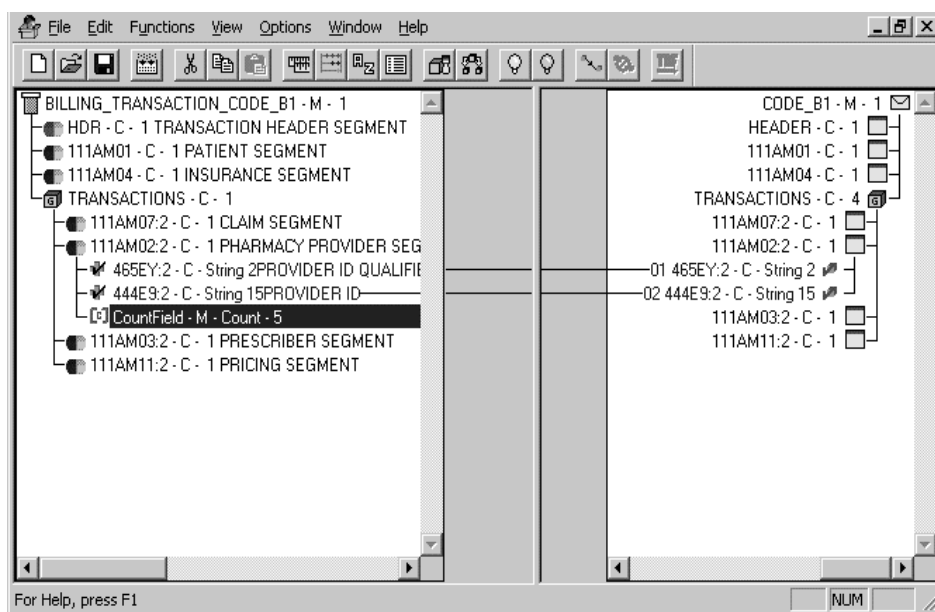 File Edit Functions View Options Window Help
BILLING_TRANSACTION_CODE_B1 - M - 1
HDR - C - 1 TRANSACTION HEADER SEGMENT
111AM01 - C - 1 PATIENT SEGMENT
111AM04 - C - 1 INSURANCE SEGMENT
TRANSACTIONS - C - 1
111AM07:2 - C - 1 CLAIM SEGMENT
111AM02:2 - C - 1 PHARMACY PROVIDER SEG
465EY:2 - C - String 2PROVIDER ID QUALIFIE
444E9:2 - C - String 15PROVIDER ID
CountField - M - Count - 5
111AM03:2 - C - 1 PRESCRIBER SEGMENT
111AM11:2 - C - 1 PRICING SEGMENT
CODE_B1 - M - 1
HEADER - C - 1
111AM01 - C - 1
111AM04 - C - 1
TRANSACTIONS - C - 4
111AM07:2 - C - 1
111AM02:2 - C - 1
01 465EY:2 - C - String 2
02 444E9:2 - C - String 15
111AM03:2 - C - 1
111AM11:2 - C - 1
For Help, press F1
NUM